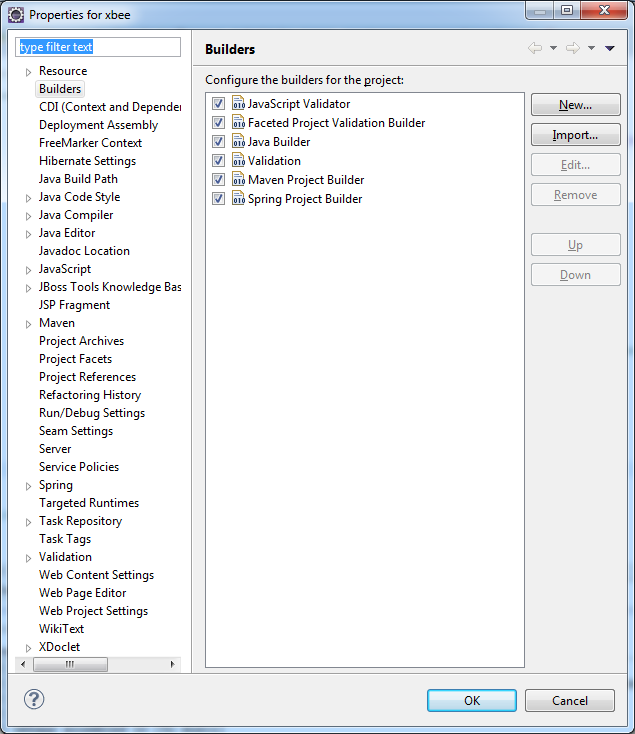 Properties for xbee
type filter text
Resource
Builders
CDI (Context and Depender
Deployment Assembly
FreeMarker Context
Hibernate Settings
Java Build Path
Java Code Style
Java Compiler
Java Editor
Javadoc Location
JavaScript
JBoss Tools Knowledge Bas
JSP Fragment
Maven
Project Archives
Project Facets
Project References
Refactoring History
Run/Debug Settings
Seam Settings
Server
Service Policies
Spring
Targeted Runtimes
Task Repository
Task Tags
Validation
Web Content Settings
Web Page Editor
Web Project Settings
WikiText
XDoclet
Builders
Configure the builders for the project:
JavaScript Validator
Faceted Project Validation Builder
Java Builder
Validation
Maven Project Builder
Spring Project Builder
New...
Import...
Edit...
Remove
Up
Down
?
OK
Cancel